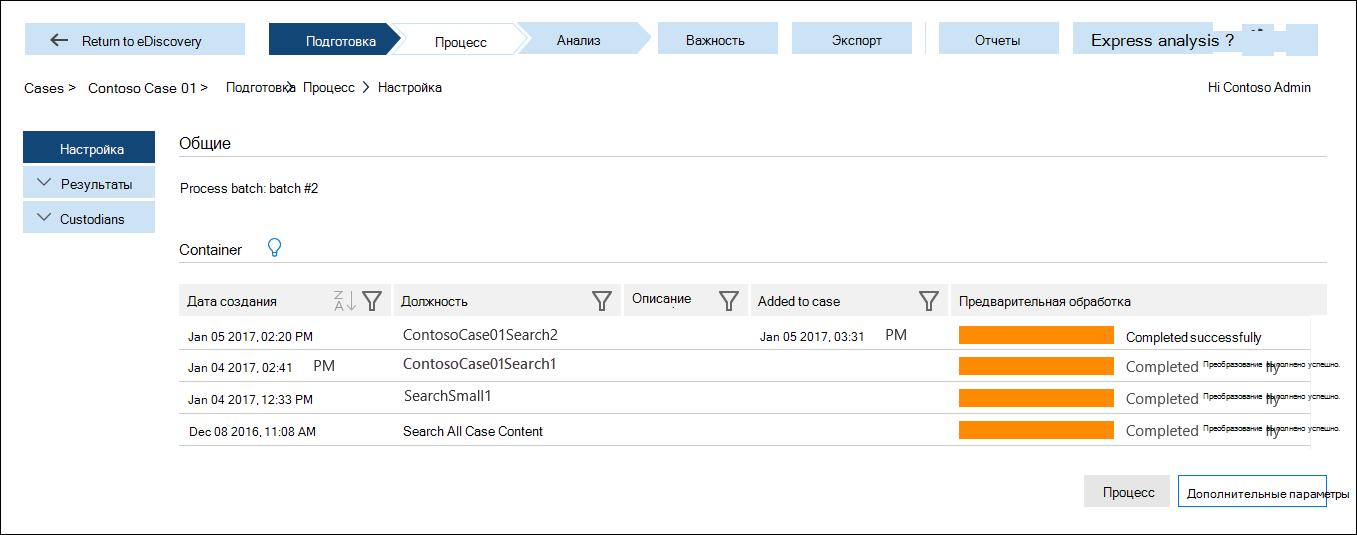 Return to eDiscovery Подготовка Процесс Анализ Важность Экспорт Отчеты Express analysis ?
Cases > Contoso Case 01 > Подготовка > Процесс > Настройка Hi Contoso Admin
Настройка
Результаты
Custodians
Общие
Process batch: batch #2
Container
Дата создания Должность Описание Added to case Предварительная обработка
Jan 05 2017, 02:20 PM ContosoCase01Search2 Jan 05 2017, 03:31 PM Completed successfully
Jan 04 2017, 02:41 PM ContosoCase01Search1 Completed Преобразование выполнено успешно. lly
Jan 04 2017, 12:33 PM SearchSmall1 Completed Преобразование выполнено успешно. lly
Dec 08 2016, 11:08 AM Search All Case Content Completed Преобразование выполнено успешно. lly
Процесс Дополнительные параметры